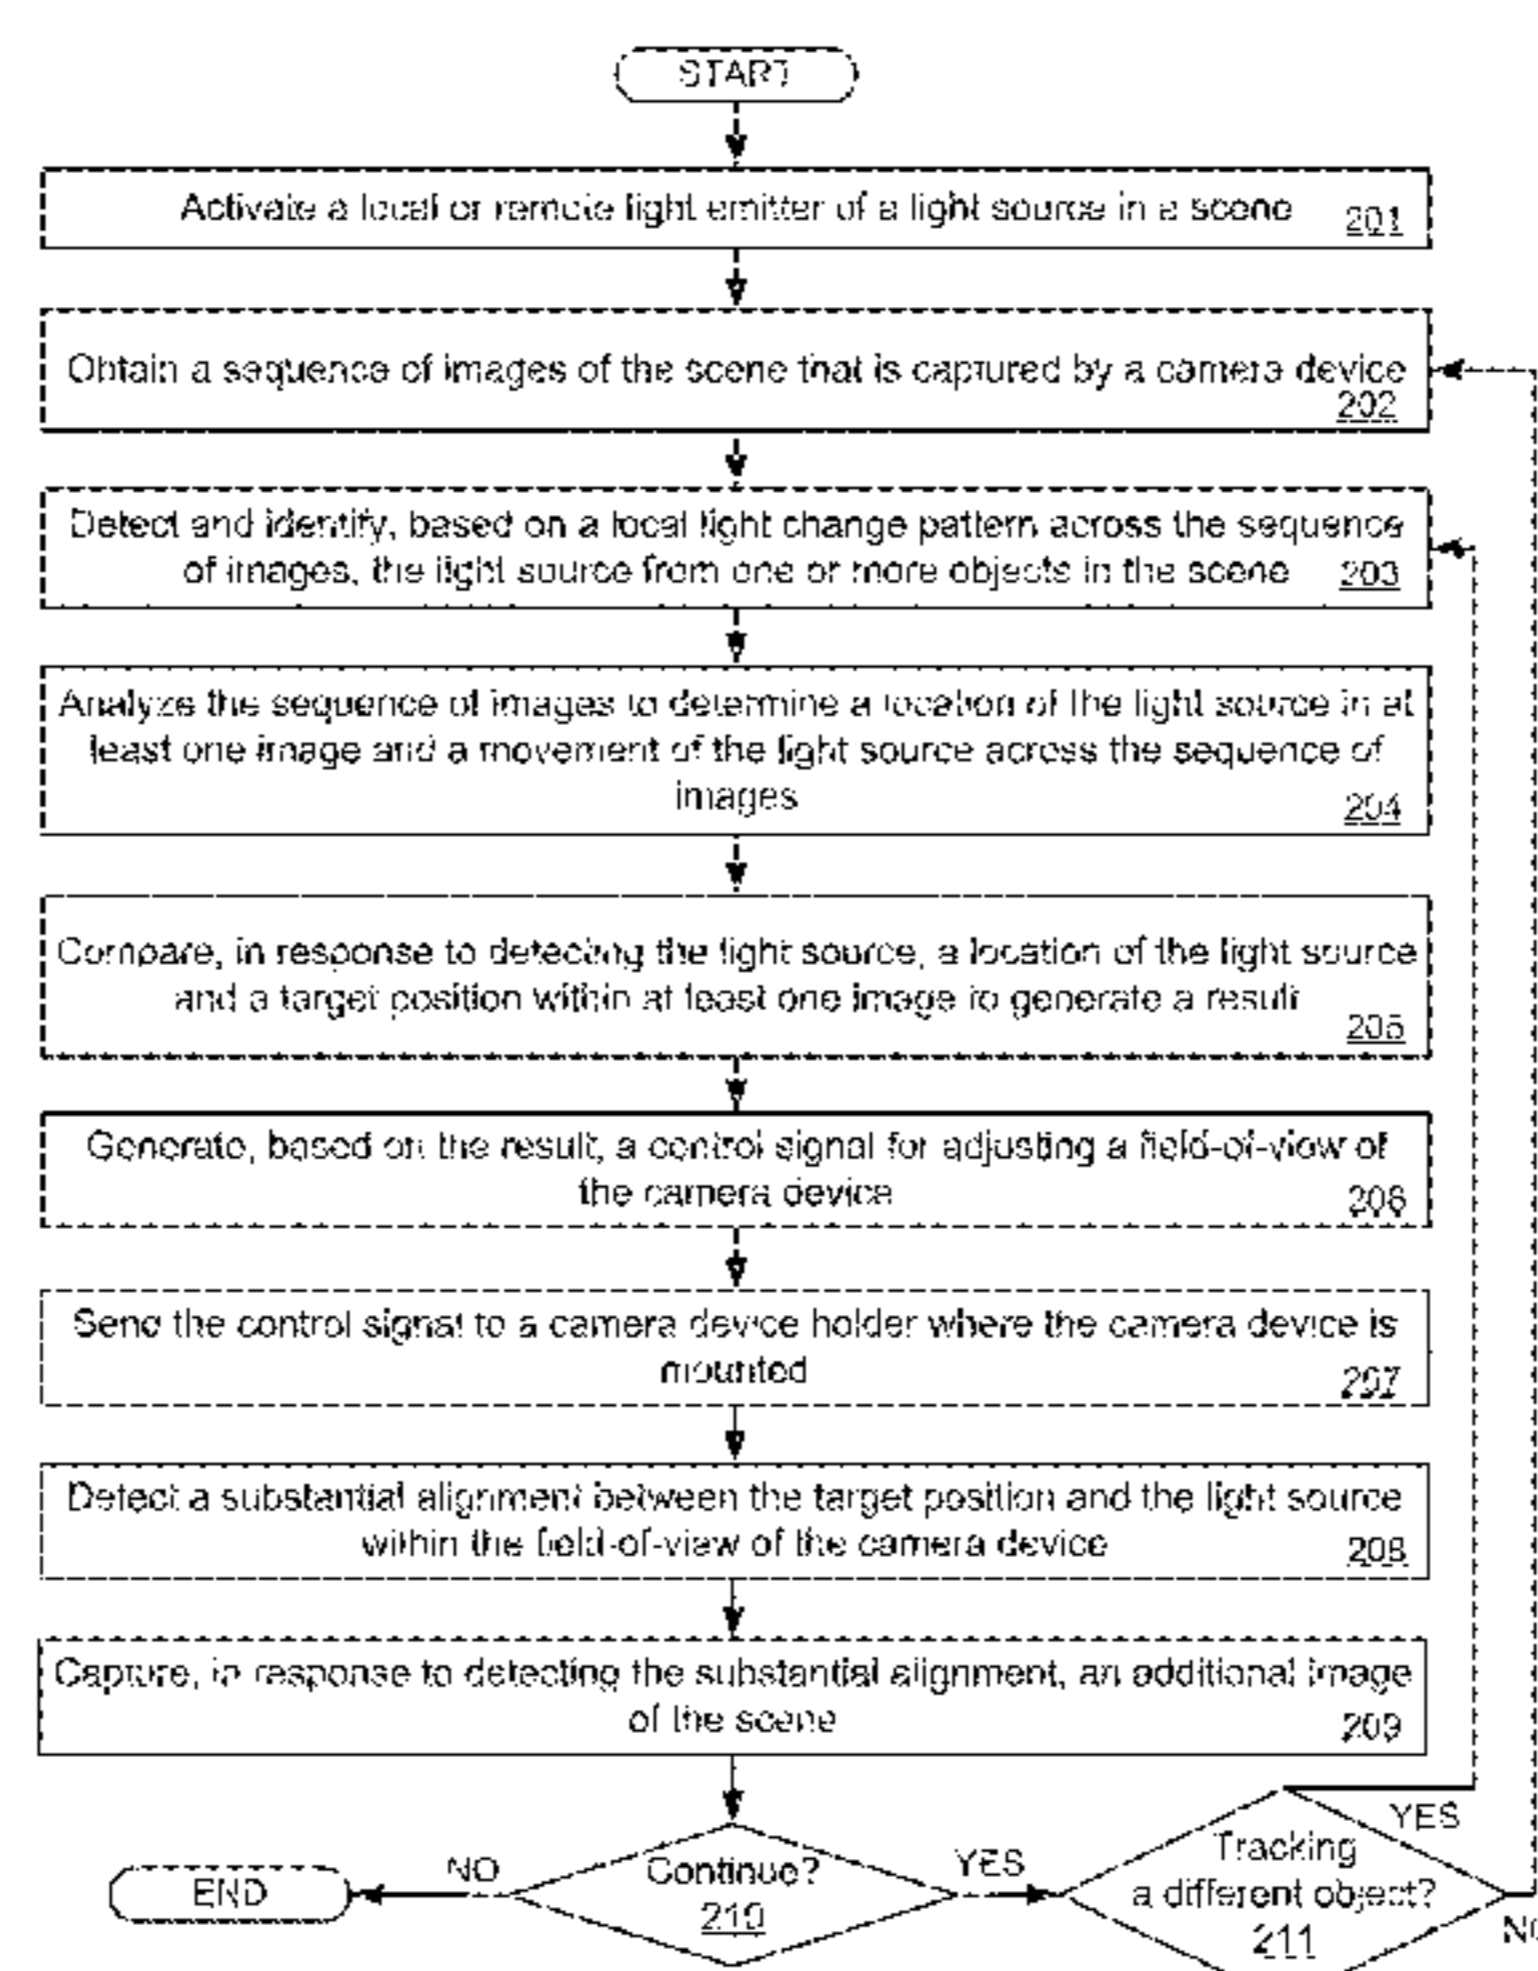 START
Activate a local or remote light emitter of a light source in a scene 201
Obtain a sequence of images of the scene that is captured by a camera device
202
Detect and identify, based on a local light change pattern across the sequence
of images, the light source from one or more objects in the scene 203
Analyze the sequence of images to determine a location of the light source in at
least one image and a movement of the light source across the sequence of
images 204
Compare, in response to detecting the light source, a location of the light source
and a target position within at least one image to generate a result
205
Generate, based on the result, a control signal for adjusting a field-of-view of
the camera device 206
Send the control signal to a camera device holder where the camera device is
mounted 207
Detect a substantial alignment between the target position and the light source
within the field-of-view of the camera device 208
Capture, in response to detecting the substantial alignment, an additional image
of the scene 209
END
NO
Continue?
210
YES
Tracking
a different object?
211
YES